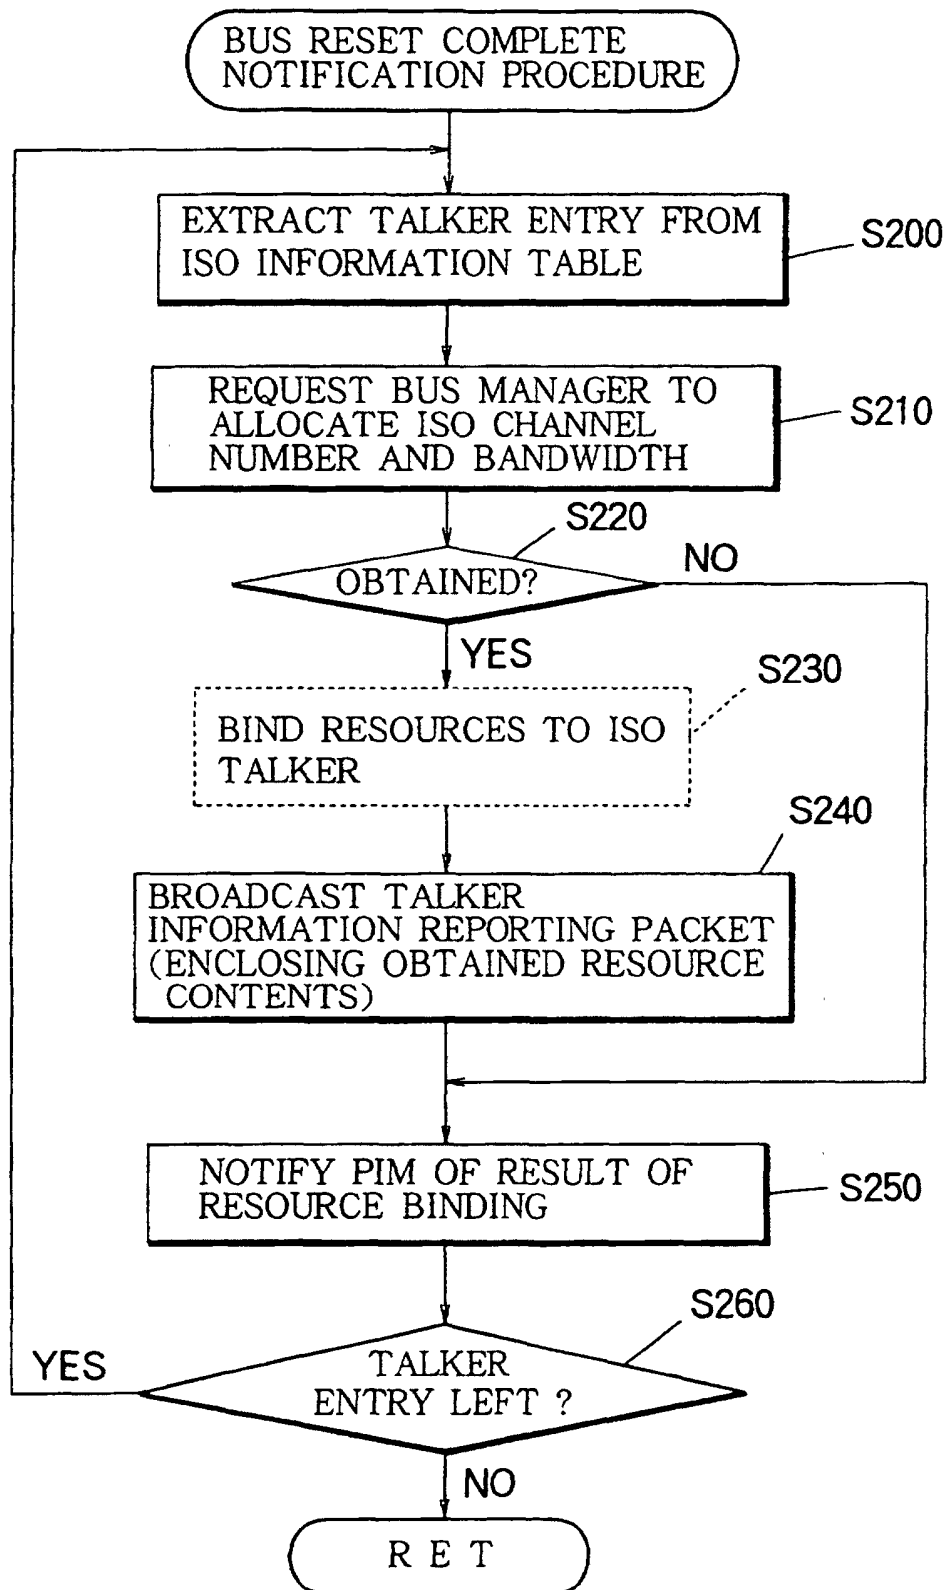 BUS RESET COMPLETE
NOTIFICATION PROCEDURE
EXTRACT TALKER ENTRY FROM
ISO INFORMATION TABLE
S200
REQUEST BUS MANAGER TO
ALLOCATE ISO CHANNEL
NUMBER AND BANDWIDTH
S210
S220
OBTAINED?
NO
YES
S230
BIND RESOURCES TO ISO
TALKER
S240
BROADCAST TALKER
INFORMATION REPORTING PACKET
(ENCLOSING OBTAINED RESOURCE
CONTENTS)
NOTIFY PIM OF RESULT OF
RESOURCE BINDING
S250
S260
YES
TALKER
ENTRY LEFT ?
NO
R E T